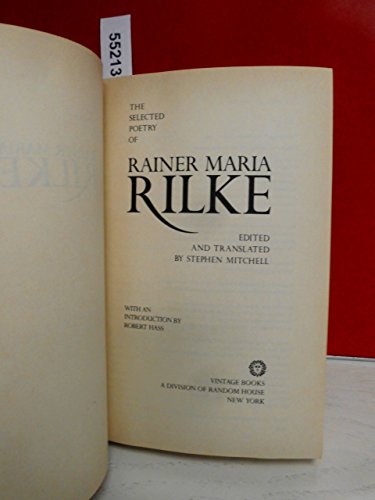 55213
THE
SELECTED
POETRY
OF
RAINER MARIA
RILKE
EDITED
AND TRANSLATED
BY STEPHEN MITCHELL
WITH AN
INTRODUCTION BY
ROBERT HASS
VINTAGE BOOKS
A DIVISION OF RANDOM HOUSE
NEW YORK